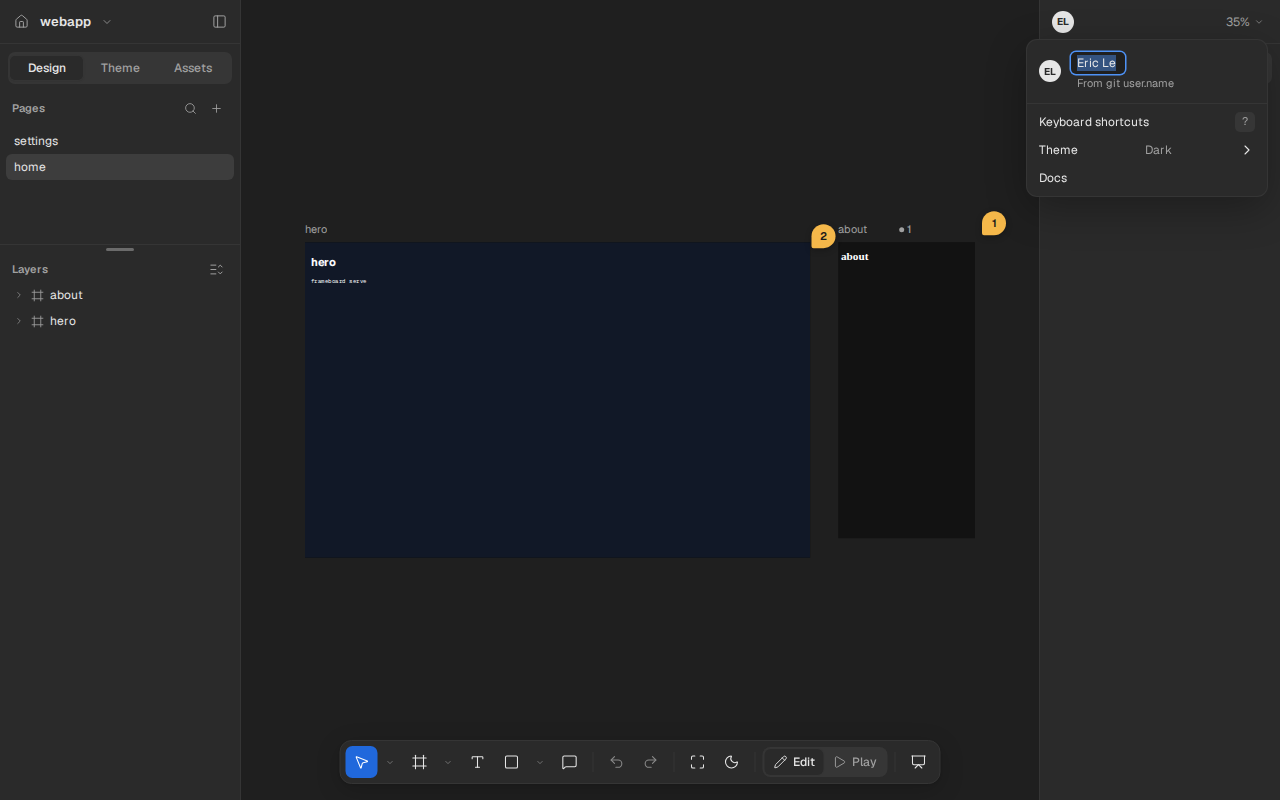 webapp
Design Theme Assets
Pages
settings
home
Layers
about
hero
hero
2
about 1
1
hero
frameboard serve
about
EL 35%
EL Eric Le
From git user.name
Keyboard shortcuts ?
Theme Dark
Docs
Edit Play